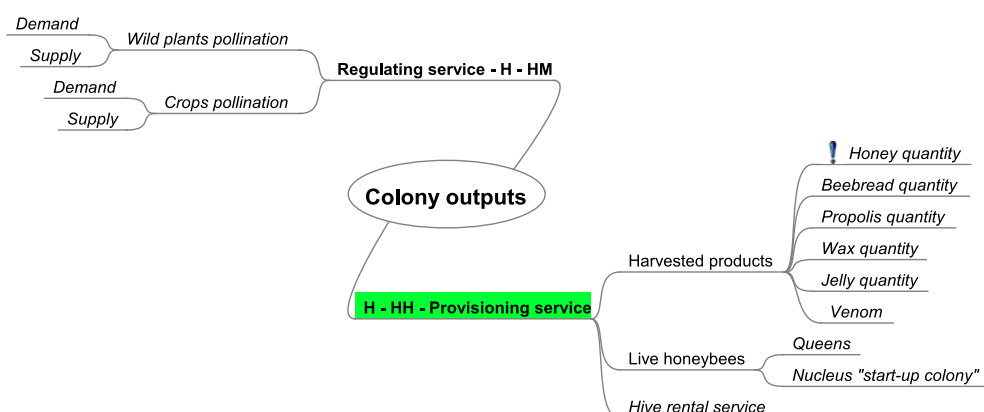 Demand
Supply
Wild plants pollination
Demand
Supply
Crops pollination
Regulating service - H - HM
Colony outputs
H - HH - Provisioning service
Harvested products
Honey quantity
Beebread quantity
Propolis quantity
Wax quantity
Jelly quantity
Venom
Live honeybees
Queens
Nucleus "start-up colony"
Hive rental service